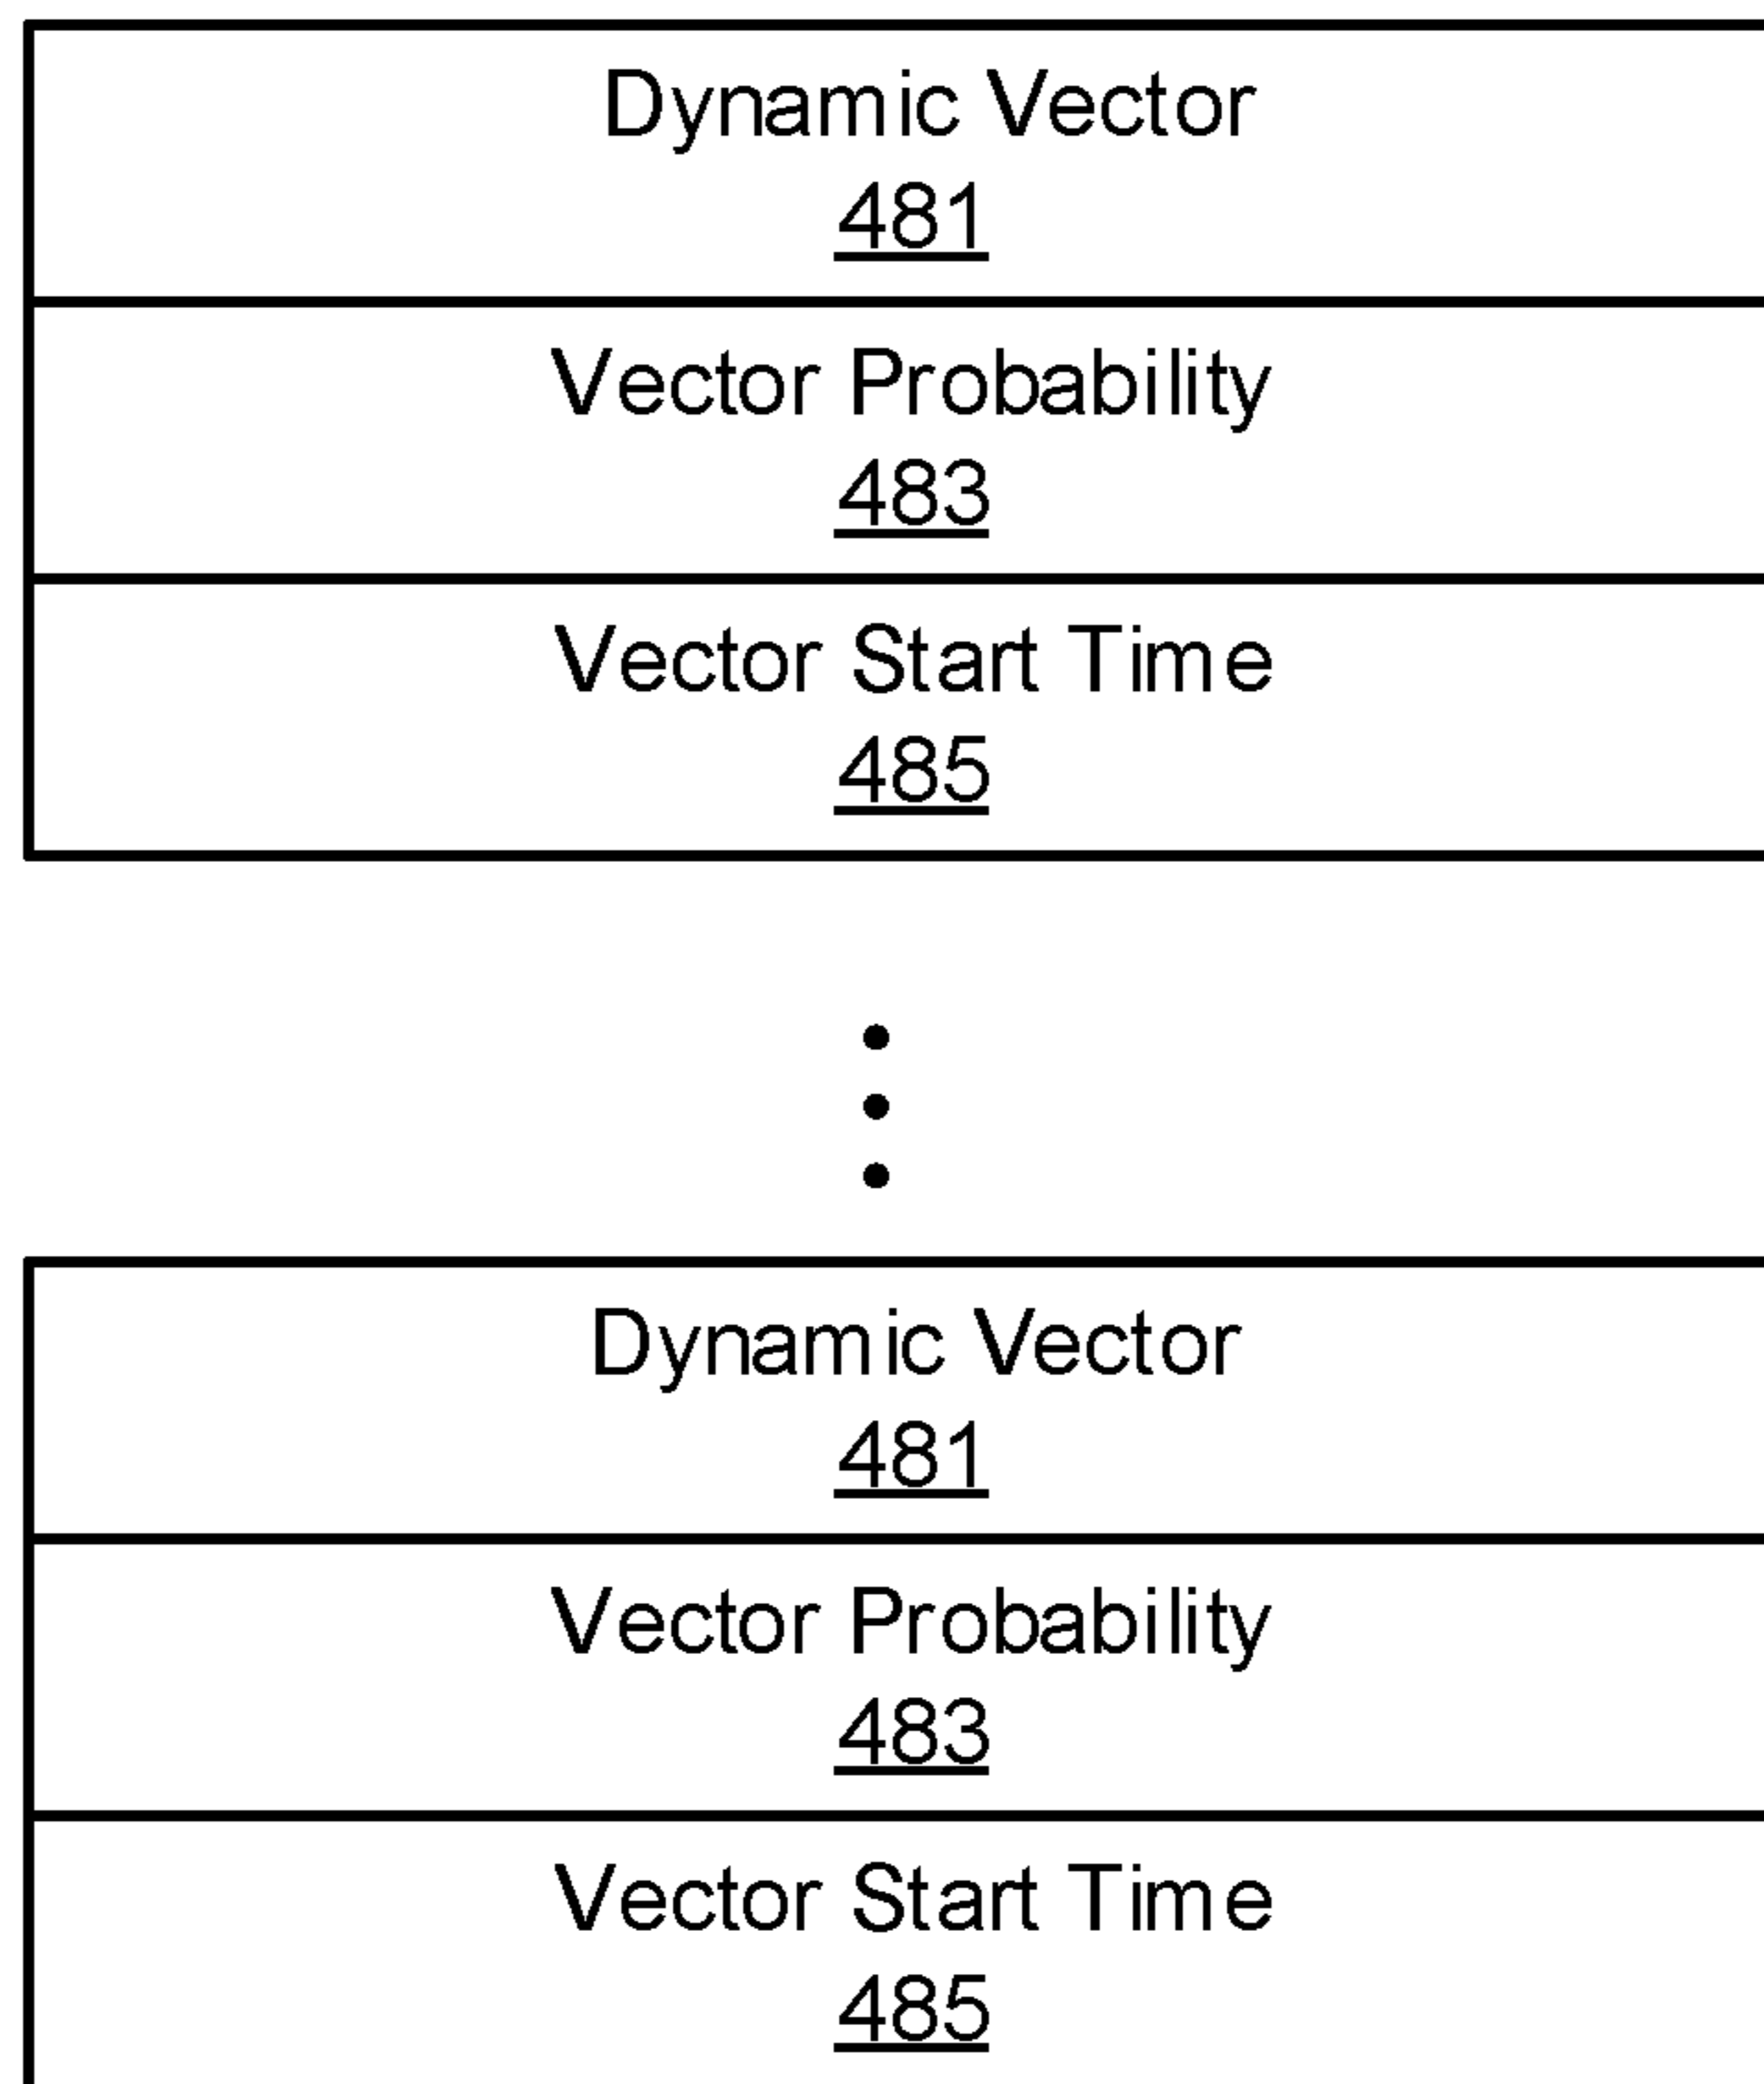 Dynamic Vector
481
Vector Probability
483
Vector Start Time
485
Dynamic Vector
481
Vector Probability
483
Vector Start Time
485